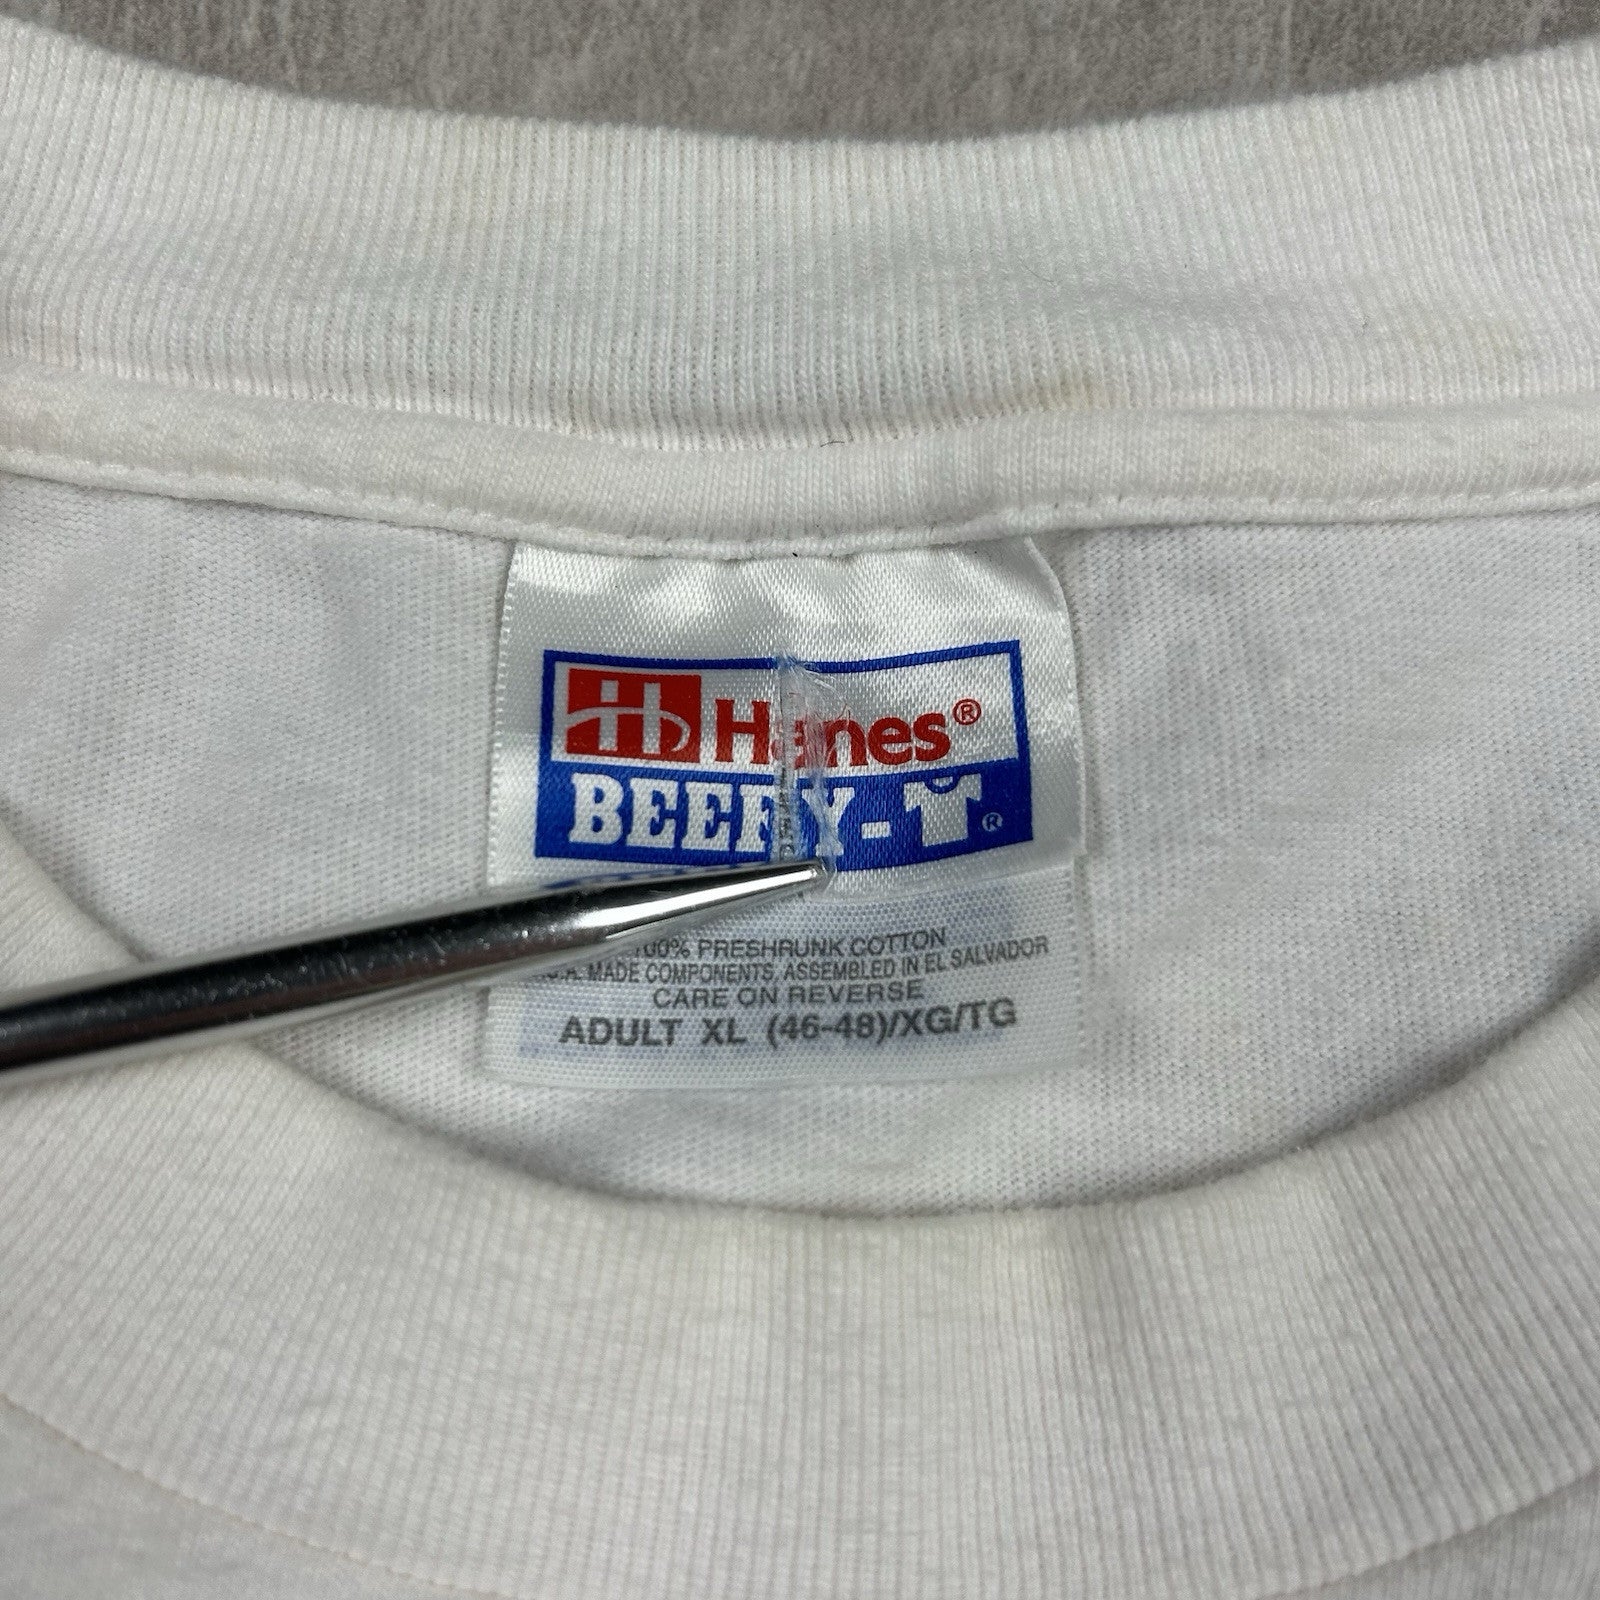 Hanes®
BEEFY-T®
100% PRESHRUNK COTTON
MADE COMPONENTS, ASSEMBLED IN EL SALVADOR
CARE ON REVERSE
ADULT XL (46-48)/XG/TG